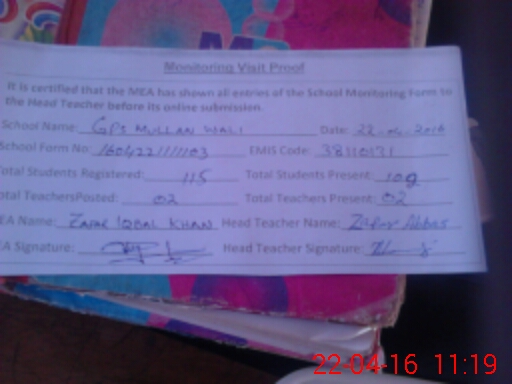 Monitoring Visit Proof
It is certified that the MEA has shown all entries of the School Monitoring Form to
the Head Teacher before its online submission.
School Name: GPS MULLAN WALI Date: 22-04-2016
School Form No: EMIS Code: 38110131
Total Students Registered: 115 Total Students Present: 109
Total TeachersPosted: 02 Total Teachers Present: 02
MEA Name: ZAFAR IQBAL KHAN Head Teacher Name: Zafar Abbas
MEA Signature: Head Teacher Signature:
22-04-16 11:19